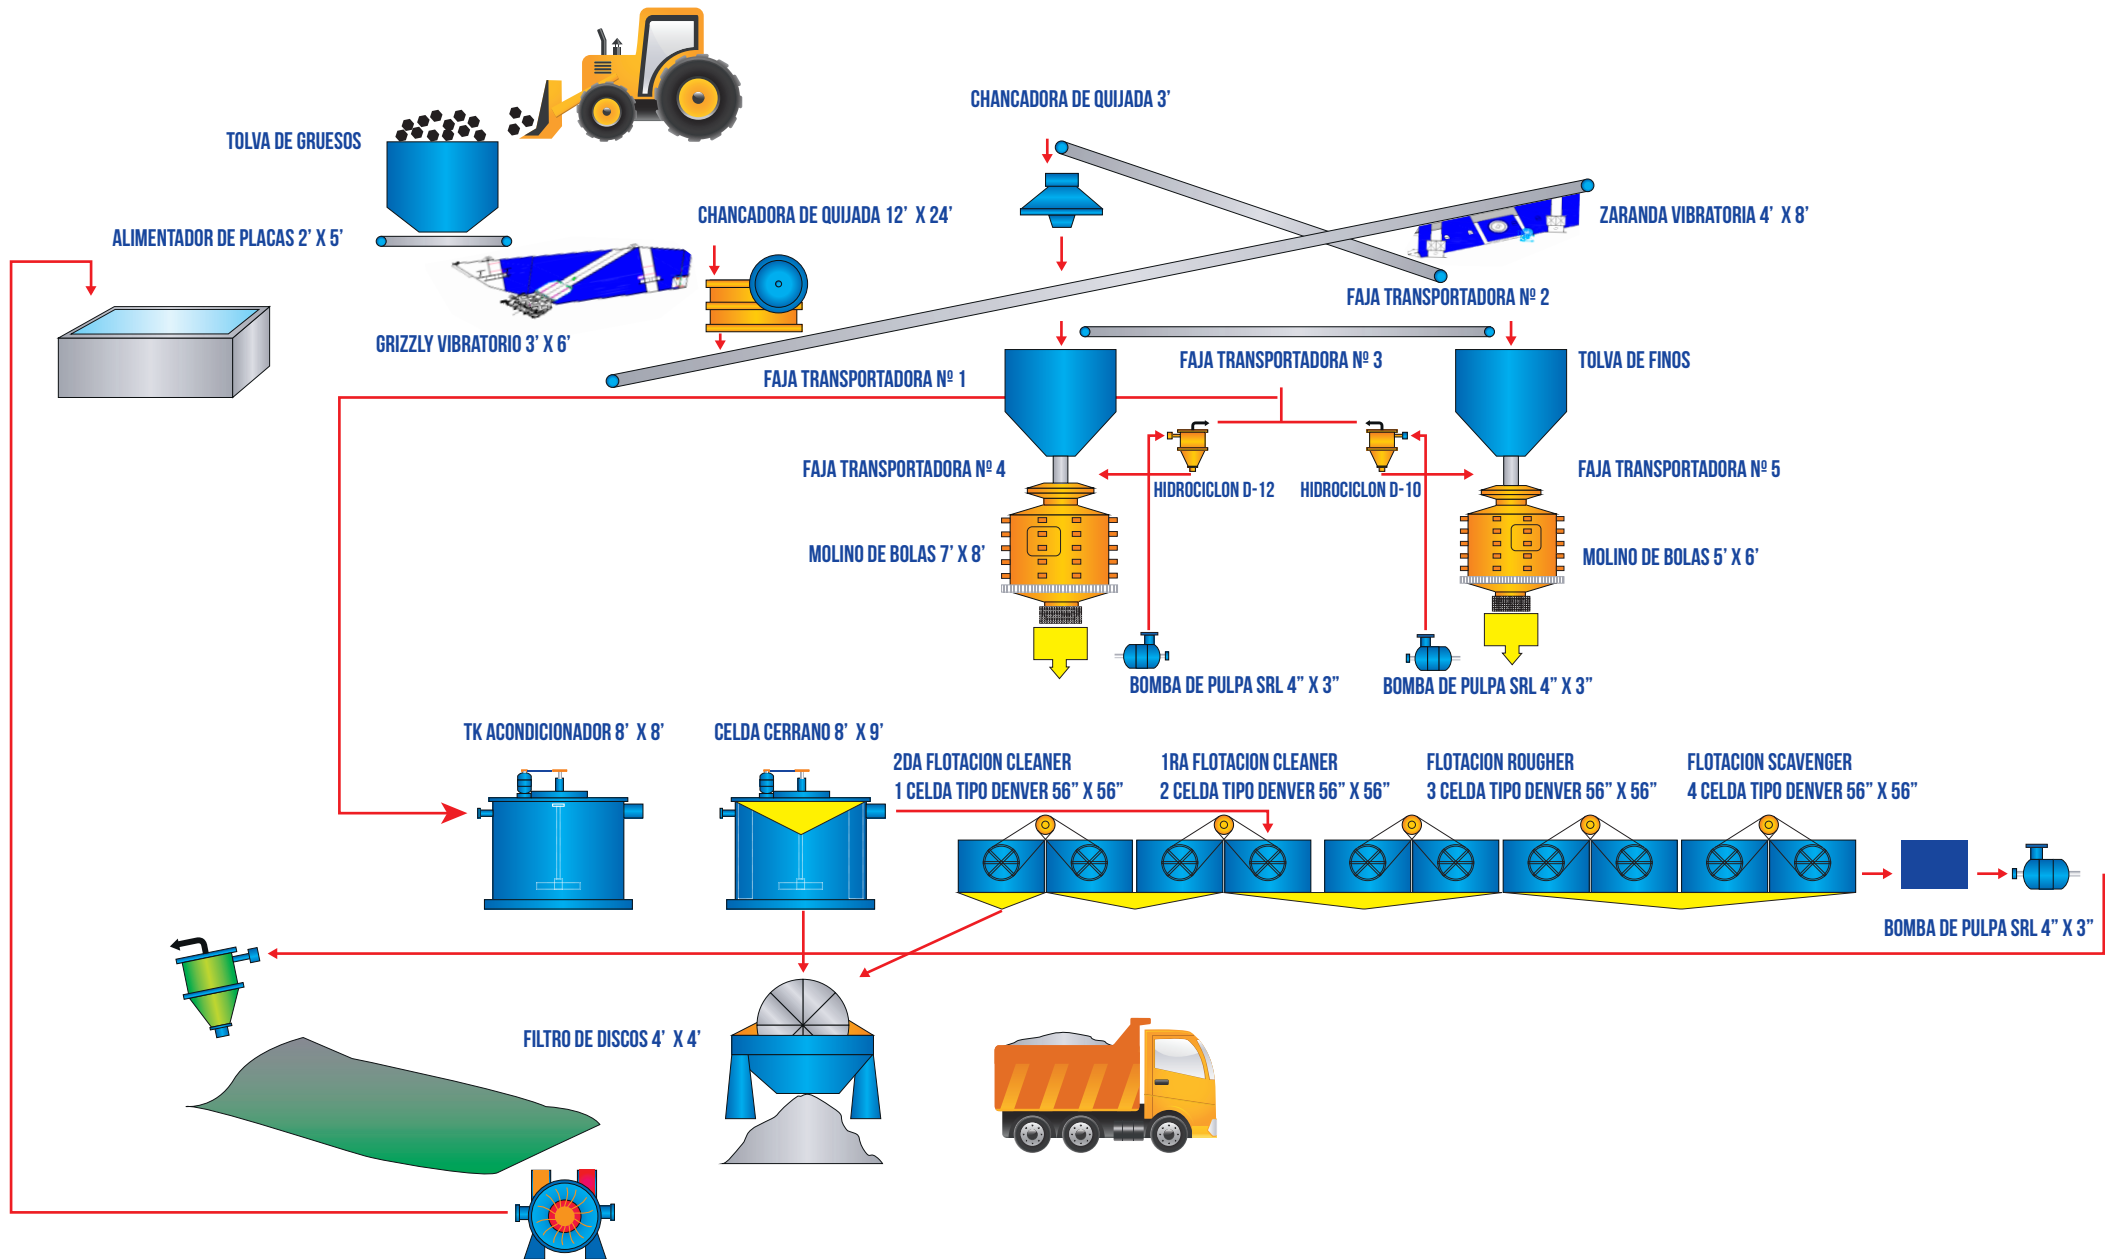 CHANCADORA DE QUIJADA 3'
TOLVA DE GRUESOS
CHANCADORA DE QUIJADA 12' X 24'
ZARANDA VIBRATORIA 4' X 8'
ALIMENTADOR DE PLACAS 2' X 5'
FAJA TRANSPORTADORA Nº 2
GRIZZLY VIBRATORIO 3' X 6'
FAJA TRANSPORTADORA Nº 3
TOLVA DE FINOS
FAJA TRANSPORTADORA Nº 1
FAJA TRANSPORTADORA Nº 4
FAJA TRANSPORTADORA Nº 5
HIDROCICLON D-12
HIDROCICLON D-10
MOLINO DE BOLAS 7' X 8'
MOLINO DE BOLAS 5' X 6'
BOMBA DE PULPA SRL 4" X 3"
BOMBA DE PULPA SRL 4" X 3"
TK ACONDICIONADOR 8' X 8'
CELDA CERRANO 8' X 9'
2DA FLOTACION CLEANER
1 CELDA TIPO DENVER 56" X 56"
1RA FLOTACION CLEANER
2 CELDA TIPO DENVER 56" X 56"
FLOTACION ROUGHER
3 CELDA TIPO DENVER 56" X 56"
FLOTACION SCAVENGER
4 CELDA TIPO DENVER 56" X 56"
BOMBA DE PULPA SRL 4" X 3"
FILTRO DE DISCOS 4' X 4'